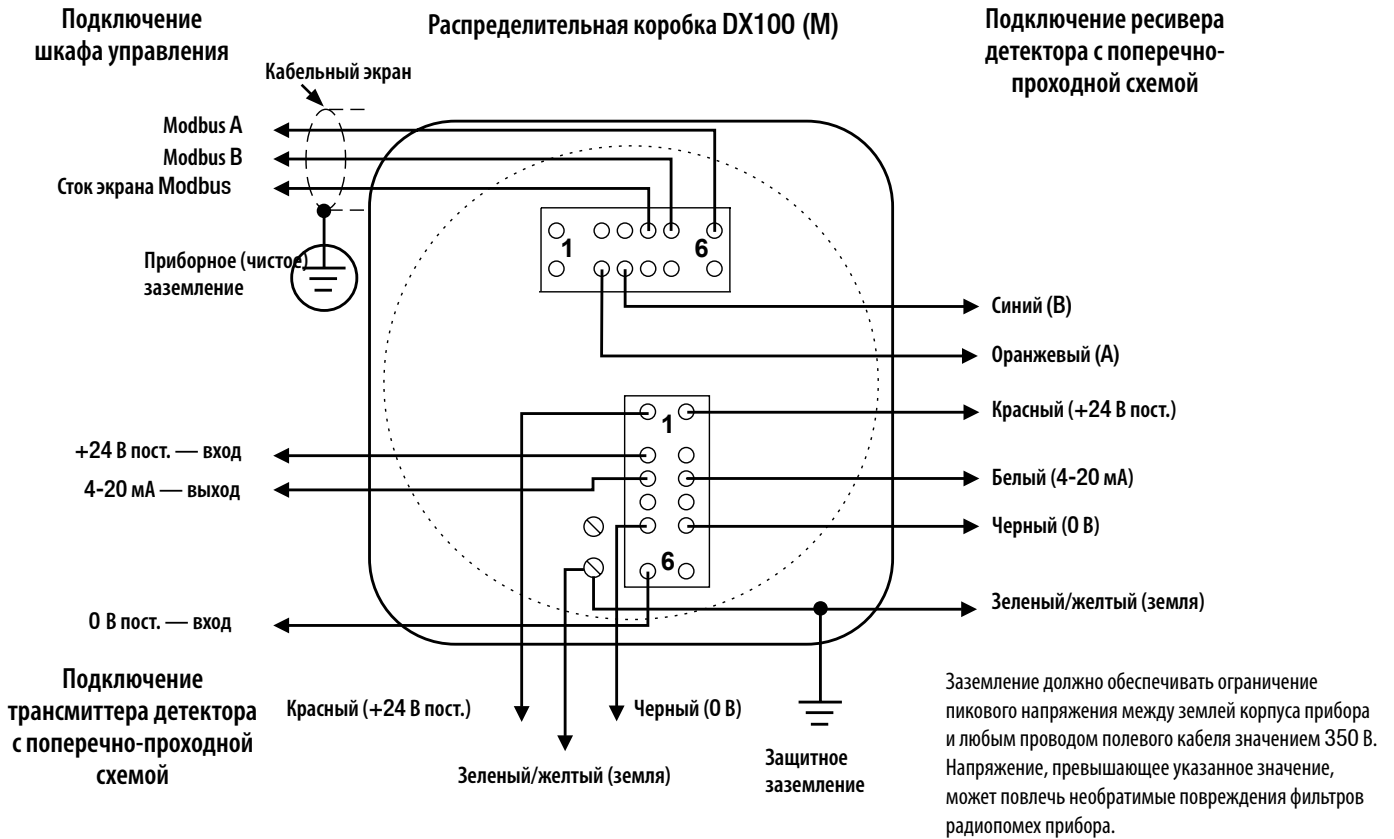 Подключение
шкафа управления
Распределительная коробка DX100 (M)
Подключение ресивера
детектора с поперечно-
проходной схемой
Кабельный экран
Modbus A
Modbus B
Сток экрана Modbus
Приборное (чистое)
заземление
1
6
Синий (B)
Оранжевый (A)
Красный (+24 В пост.)
1
+24 В пост. — вход
4-20 мА — выход
Белый (4-20 мА)
Черный (0 В)
6
Зеленый/желтый (земля)
0 В пост. — вход
Подключение
трансмиттера детектора
с поперечно-проходной
схемой
Красный (+24 В пост.)
Черный (0 В)
Зеленый/желтый (земля)
Защитное
заземление
Заземление должно обеспечивать ограничение
пикового напряжения между землей корпуса прибора
и любым проводом полевого кабеля значением 350 В.
Напряжение, превышающее указанное значение,
может повлечь необратимые повреждения фильтров
радиопомех прибора.